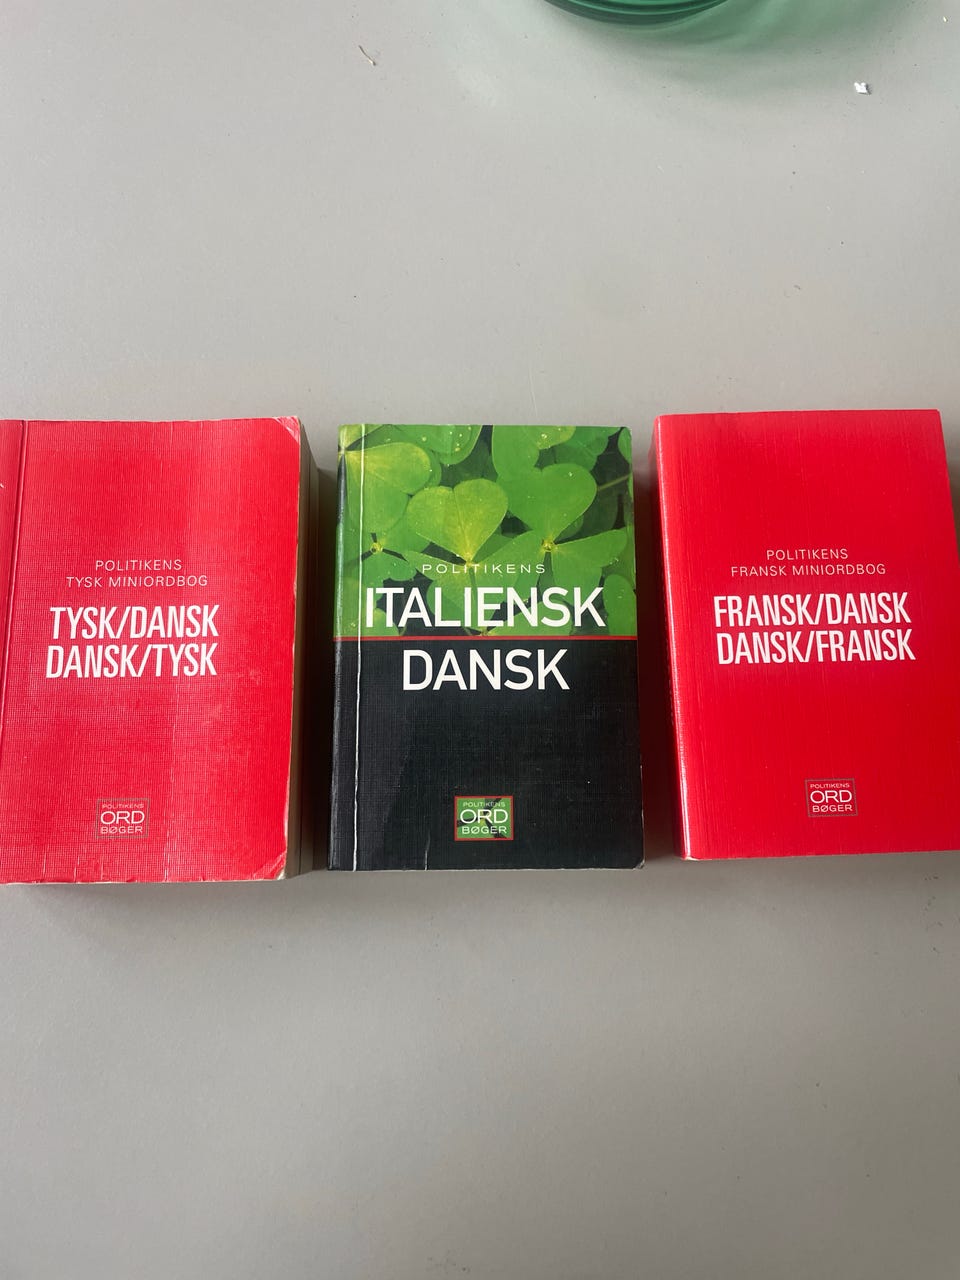 POLITIKENS
TYSK MINIORDBOG
TYSK/DANSK
DANSK/TYSK
POLITIKENS
ORD
BØGER
POLITIKENS
ITALIENSK
DANSK
POLITIKENS
ORD
BØGER
POLITIKENS
FRANSK MINIORDBOG
FRANSK/DANSK
DANSK/FRANSK
POLITIKENS
ORD
BØGER